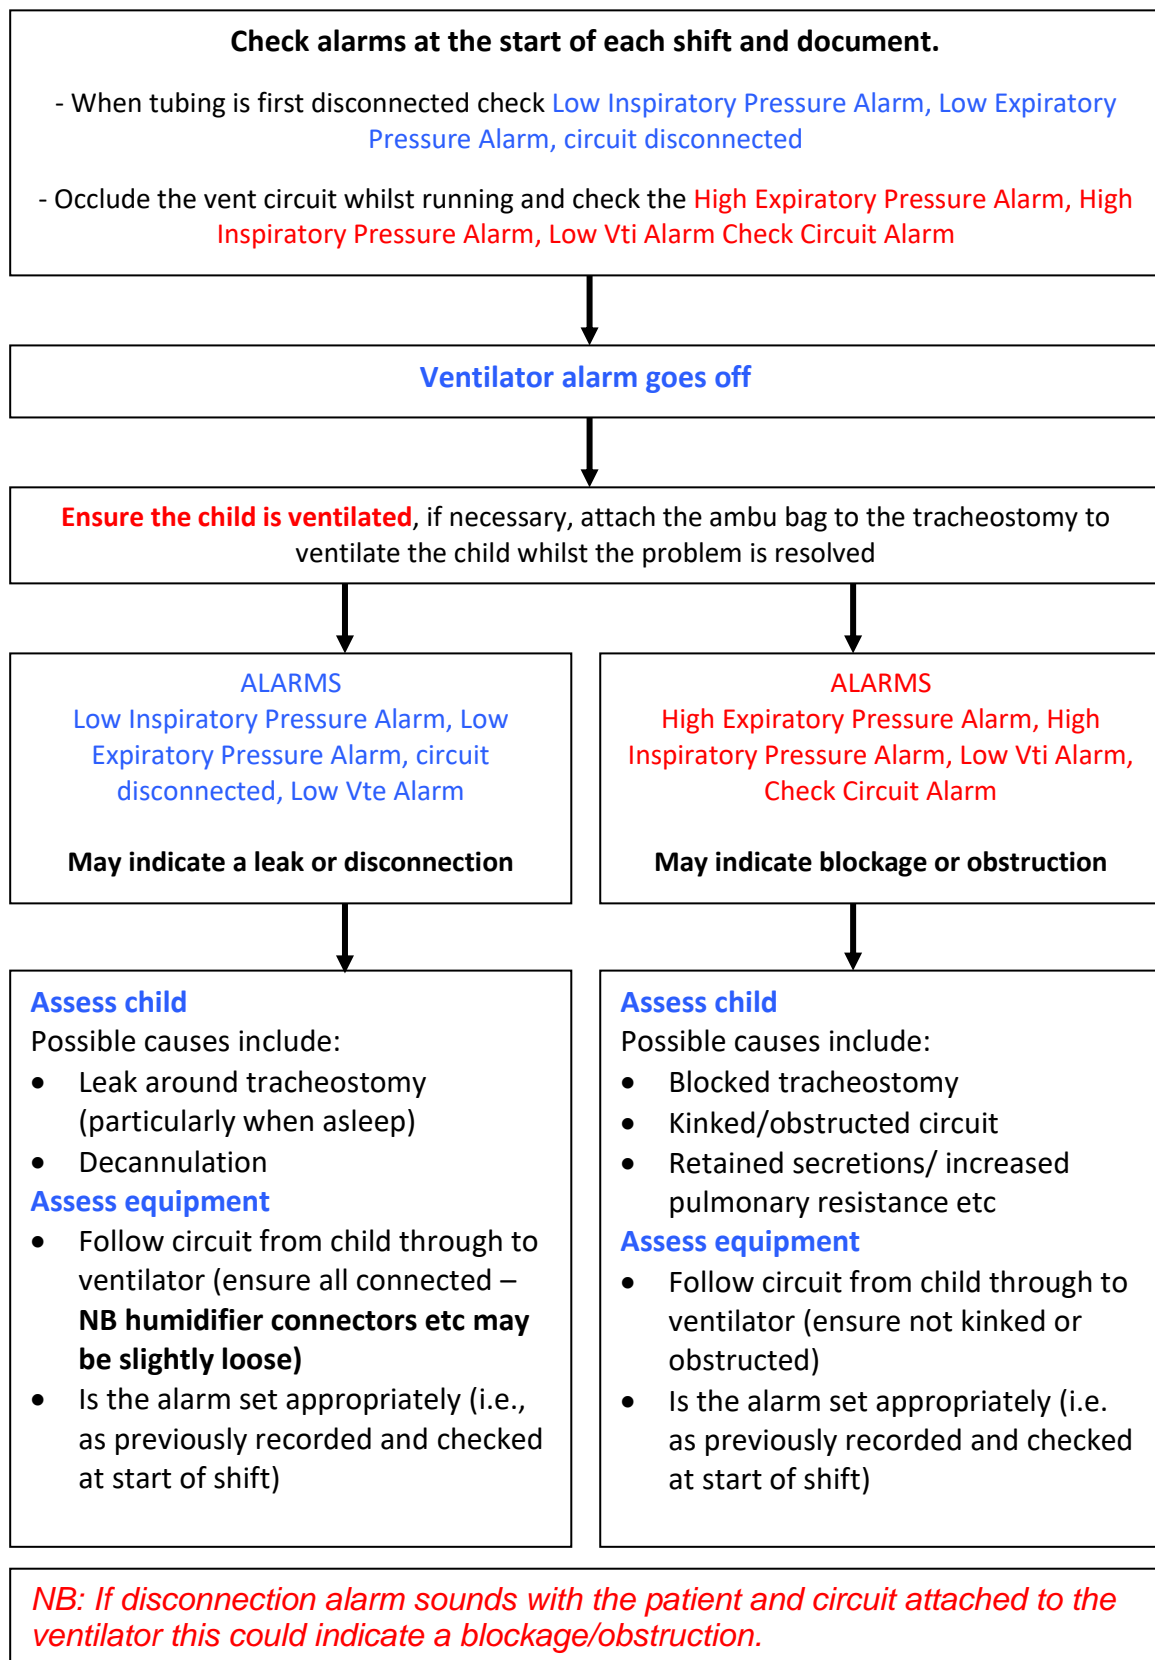 Check alarms at the start of each shift and document.
- When tubing is first disconnected check Low Inspiratory Pressure Alarm, Low Expiratory
Pressure Alarm, circuit disconnected
- Occlude the vent circuit whilst running and check the High Expiratory Pressure Alarm, High
Inspiratory Pressure Alarm, Low Vti Alarm Check Circuit Alarm
Ventilator alarm goes off
Ensure the child is ventilated, if necessary, attach the ambu bag to the tracheostomy to
ventilate the child whilst the problem is resolved
ALARMS
Low Inspiratory Pressure Alarm, Low
Expiratory Pressure Alarm, circuit
disconnected, Low Vte Alarm
May indicate a leak or disconnection
ALARMS
High Expiratory Pressure Alarm, High
Inspiratory Pressure Alarm, Low Vti Alarm,
Check Circuit Alarm
May indicate blockage or obstruction
Assess child
Possible causes include:
• Leak around tracheostomy
(particularly when asleep)
• Decannulation
Assess equipment
• Follow circuit from child through to
ventilator (ensure all connected –
NB humidifier connectors etc may
be slightly loose)
• Is the alarm set appropriately (i.e.,
as previously recorded and checked
at start of shift)
Assess child
Possible causes include:
• Blocked tracheostomy
• Kinked/obstructed circuit
• Retained secretions/ increased
pulmonary resistance etc
Assess equipment
• Follow circuit from child through to
ventilator (ensure not kinked or
obstructed)
• Is the alarm set appropriately (i.e.
as previously recorded and checked
at start of shift)
NB: If disconnection alarm sounds with the patient and circuit attached to the
ventilator this could indicate a blockage/obstruction.